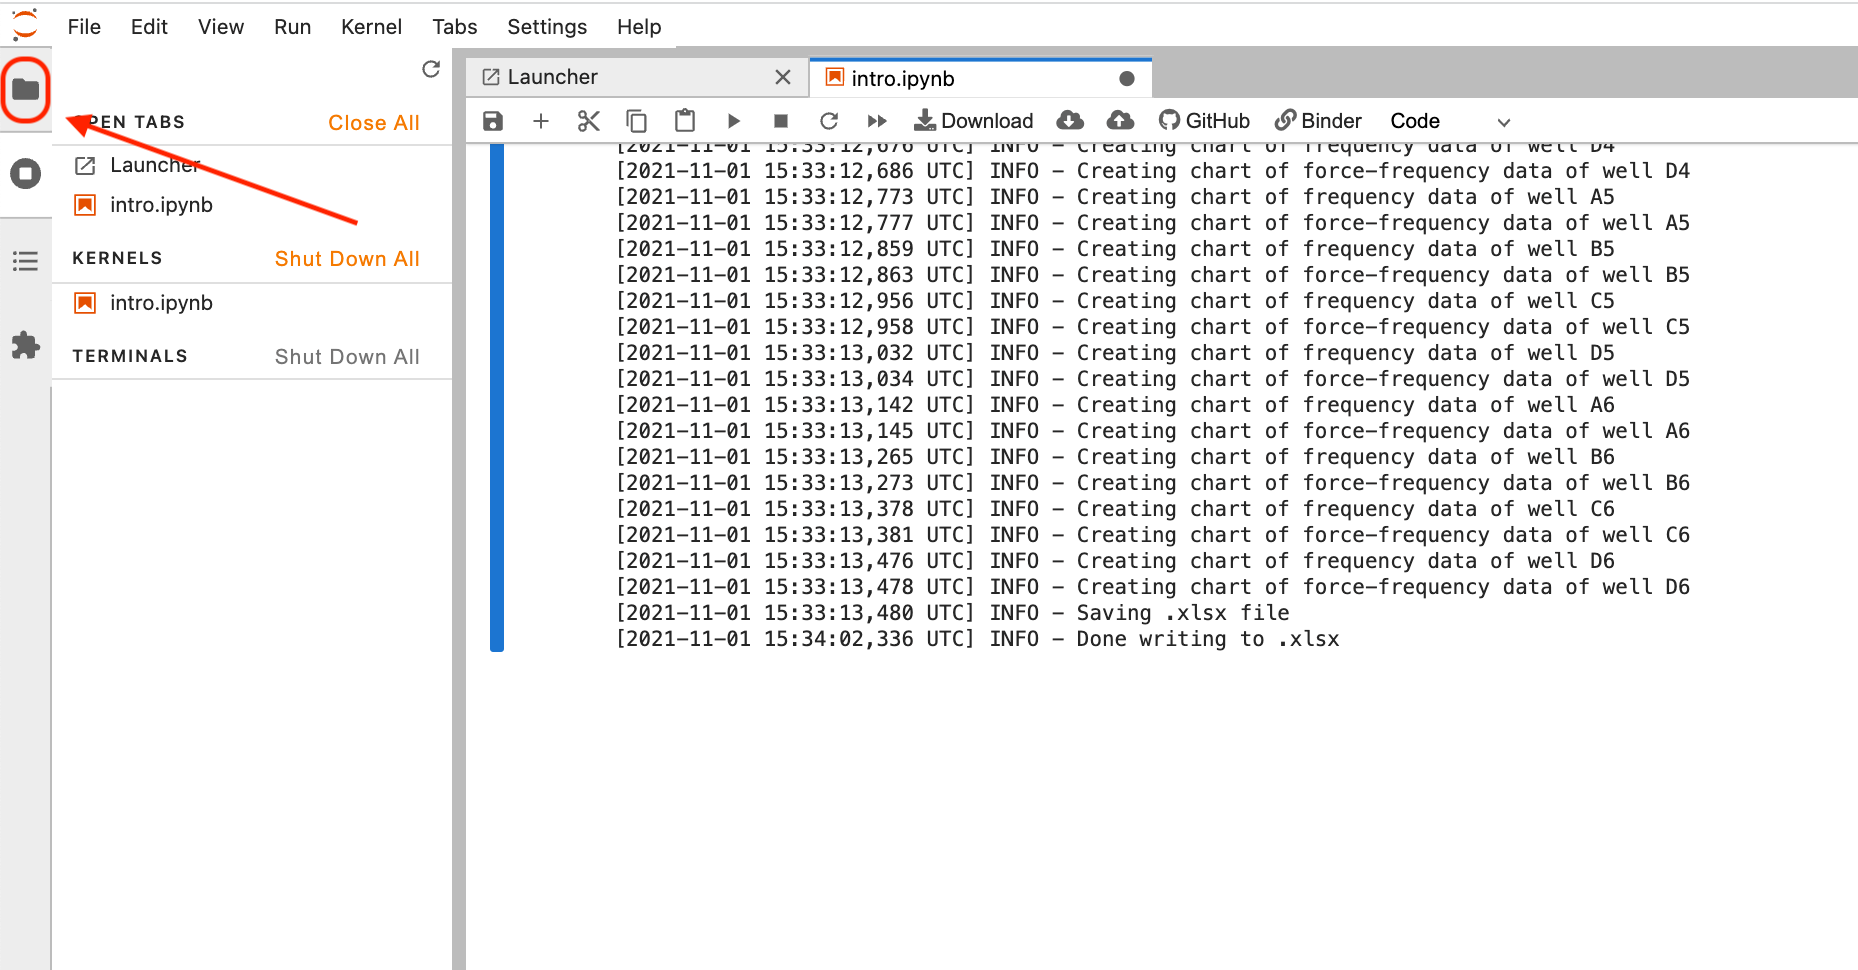 File Edit View Run Kernel Tabs Settings Help
OPEN TABS Close All
Launcher
intro.ipynb
KERNELS Shut Down All
intro.ipynb
TERMINALS Shut Down All
Launcher
intro.ipynb
Download GitHub Binder Code
[2021-11-01 15:33:12,676 UTC] INFO - Creating chart of frequency data of well D4
[2021-11-01 15:33:12,686 UTC] INFO - Creating chart of force-frequency data of well D4
[2021-11-01 15:33:12,773 UTC] INFO - Creating chart of frequency data of well A5
[2021-11-01 15:33:12,777 UTC] INFO - Creating chart of force-frequency data of well A5
[2021-11-01 15:33:12,859 UTC] INFO - Creating chart of frequency data of well B5
[2021-11-01 15:33:12,863 UTC] INFO - Creating chart of force-frequency data of well B5
[2021-11-01 15:33:12,956 UTC] INFO - Creating chart of frequency data of well C5
[2021-11-01 15:33:12,958 UTC] INFO - Creating chart of force-frequency data of well C5
[2021-11-01 15:33:13,032 UTC] INFO - Creating chart of frequency data of well D5
[2021-11-01 15:33:13,034 UTC] INFO - Creating chart of force-frequency data of well D5
[2021-11-01 15:33:13,142 UTC] INFO - Creating chart of frequency data of well A6
[2021-11-01 15:33:13,145 UTC] INFO - Creating chart of force-frequency data of well A6
[2021-11-01 15:33:13,265 UTC] INFO - Creating chart of frequency data of well B6
[2021-11-01 15:33:13,273 UTC] INFO - Creating chart of force-frequency data of well B6
[2021-11-01 15:33:13,378 UTC] INFO - Creating chart of frequency data of well C6
[2021-11-01 15:33:13,381 UTC] INFO - Creating chart of force-frequency data of well C6
[2021-11-01 15:33:13,476 UTC] INFO - Creating chart of frequency data of well D6
[2021-11-01 15:33:13,478 UTC] INFO - Creating chart of force-frequency data of well D6
[2021-11-01 15:33:13,480 UTC] INFO - Saving .xlsx file
[2021-11-01 15:34:02,336 UTC] INFO - Done writing to .xlsx